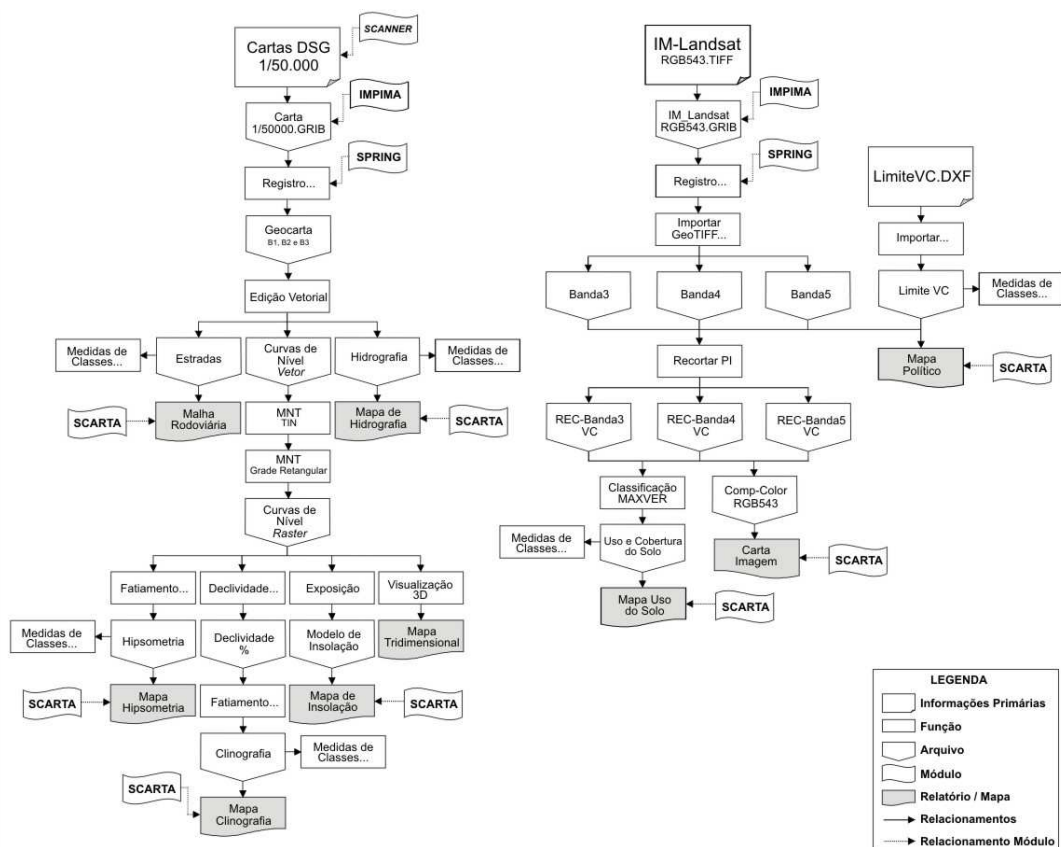 SCANNER
Cartas DSG
1/50.000
IMPIMA
Carta
1/50000.GRIB
SPRING
Registro...
Geocarta
B1, B2 e B3
Edição Vetorial
Medidas de
Classes...
Estradas
Curvas de
Nível
Vetor
Hidrografia
Medidas de
Classes...
SCARTA
Malha
Rodoviária
MNT
TIN
Mapa de
Hidrografia
SCARTA
MNT
Grade Retangular
Curvas de
Nível
Raster
Fatiamento...
Declividade...
Exposição
Visualização
3D
Medidas de
Classes...
Hipsometria
Declividade
%
Modelo de
Insolação
Mapa
Tridimensional
SCARTA
Mapa
Hipsometria
Fatiamento...
Mapa de
Insolação
SCARTA
Clinografia
Medidas de
Classes...
SCARTA
Mapa
Clinografia
IM-Landsat
RGB543.TIFF
IMPIMA
IM_Landsat
RGB543.GRIB
SPRING
Registro...
LimiteVC.DXF
Importar
GeoTIFF...
Importar...
Banda3
Banda4
Banda5
Limite VC
Medidas de
Classes...
Recortar PI
Mapa
Político
SCARTA
REC-Banda3
VC
REC-Banda4
VC
REC-Banda5
VC
Classificação
MAXVER
Comp-Color
RGB543
Medidas de
Classes...
Uso e Cobertura
do Solo
Carta
Imagem
SCARTA
Mapa Uso
do Solo
SCARTA
LEGENDA
Informações Primárias
Função
Arquivo
Módulo
Relatório / Mapa
Relacionamentos
Relacionamento Módulo